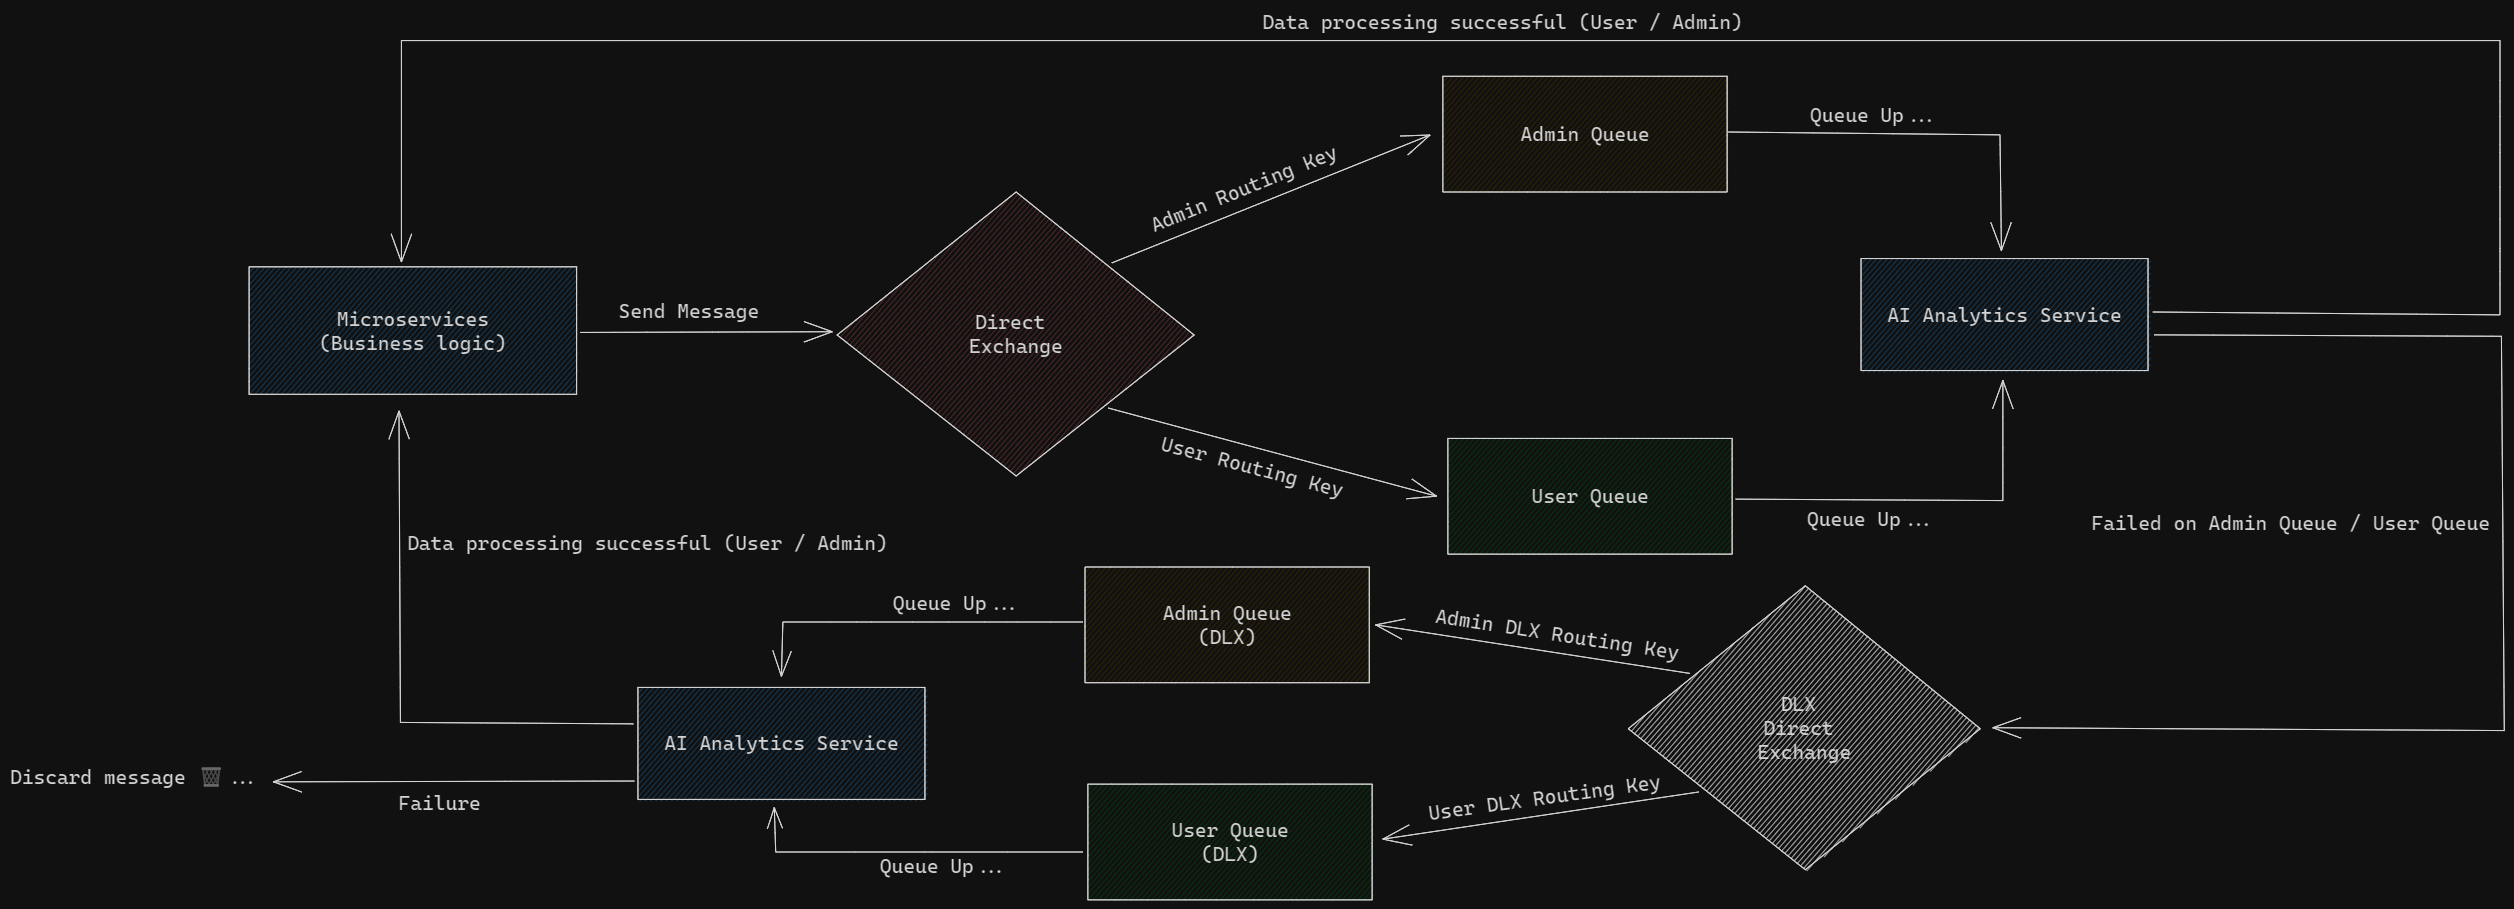 Data processing successful (User / Admin)
Admin Queue
Queue Up...
Admin Routing Key
Microservices
(Business logic)
Send Message
Direct
Exchange
AI Analytics Service
User Routing Key
User Queue
Queue Up...
Failed on Admin Queue / User Queue
Data processing successful (User / Admin)
Queue Up...
Admin Queue
(DLX)
Admin DLX Routing Key
DLX
Direct
Exchange
AI Analytics Service
Discard message 🗑️ ...
Failure
User DLX Routing Key
User Queue
(DLX)
Queue Up...